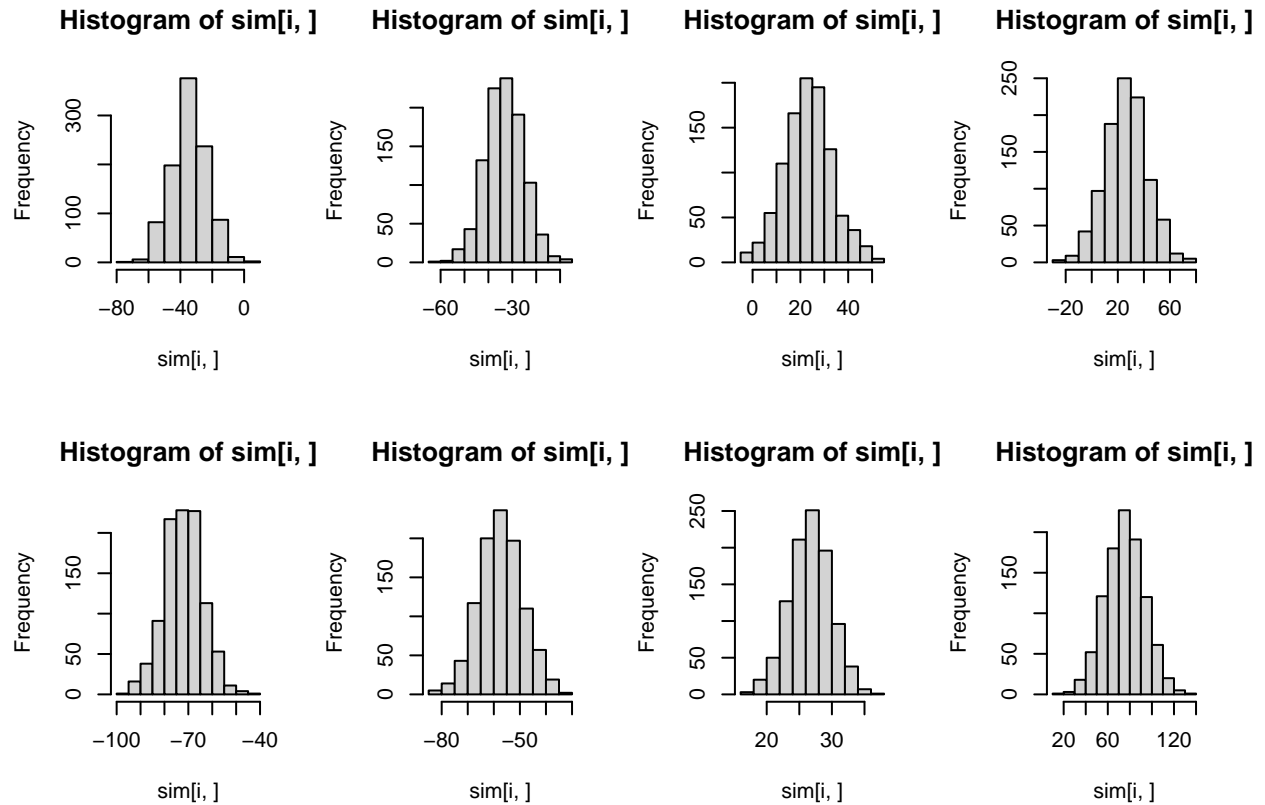 Histogram of sim[i, ] Histogram of sim[i, ] Histogram of sim[i, ] Histogram of sim[i, ]
Frequency
0 100 300
−80 −40 0
sim[i, ]
Frequency
0 50 150
−60 −30
sim[i, ]
Frequency
0 50 150
0 20 40
sim[i, ]
Frequency
0 50 150 250
−20 20 60
sim[i, ]
Histogram of sim[i, ] Histogram of sim[i, ] Histogram of sim[i, ] Histogram of sim[i, ]
Frequency
0 50 150
−100 −70 −40
sim[i, ]
Frequency
0 50 150
−80 −50
sim[i, ]
Frequency
0 50 150 250
20 30
sim[i, ]
Frequency
0 50 150
20 60 120
sim[i, ]